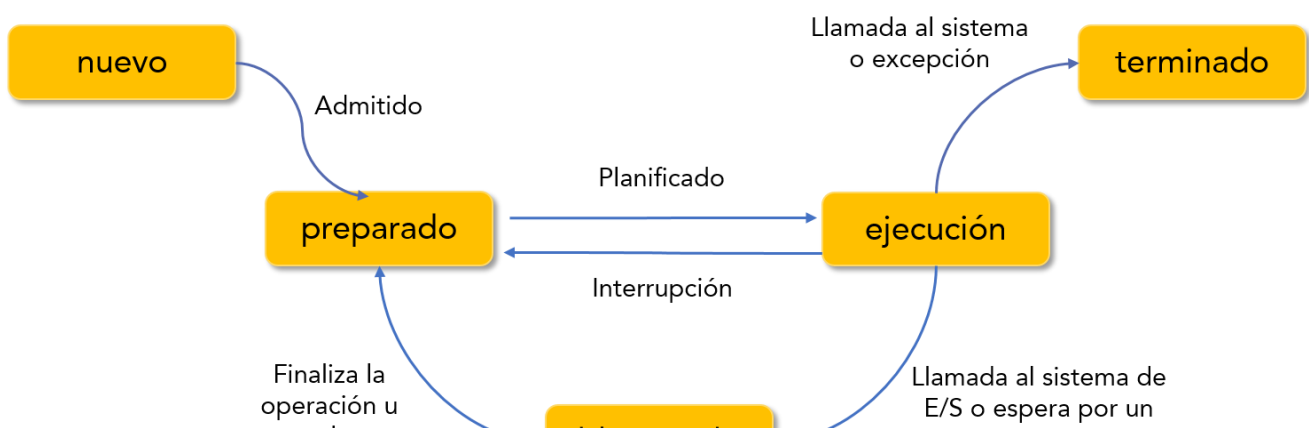 Llamada al sistema
o excepción
nuevo
terminado
Admitido
Planificado
preparado
ejecución
Interrupción
Finaliza la
operación u
Llamada al sistema de
E/S o espera por un